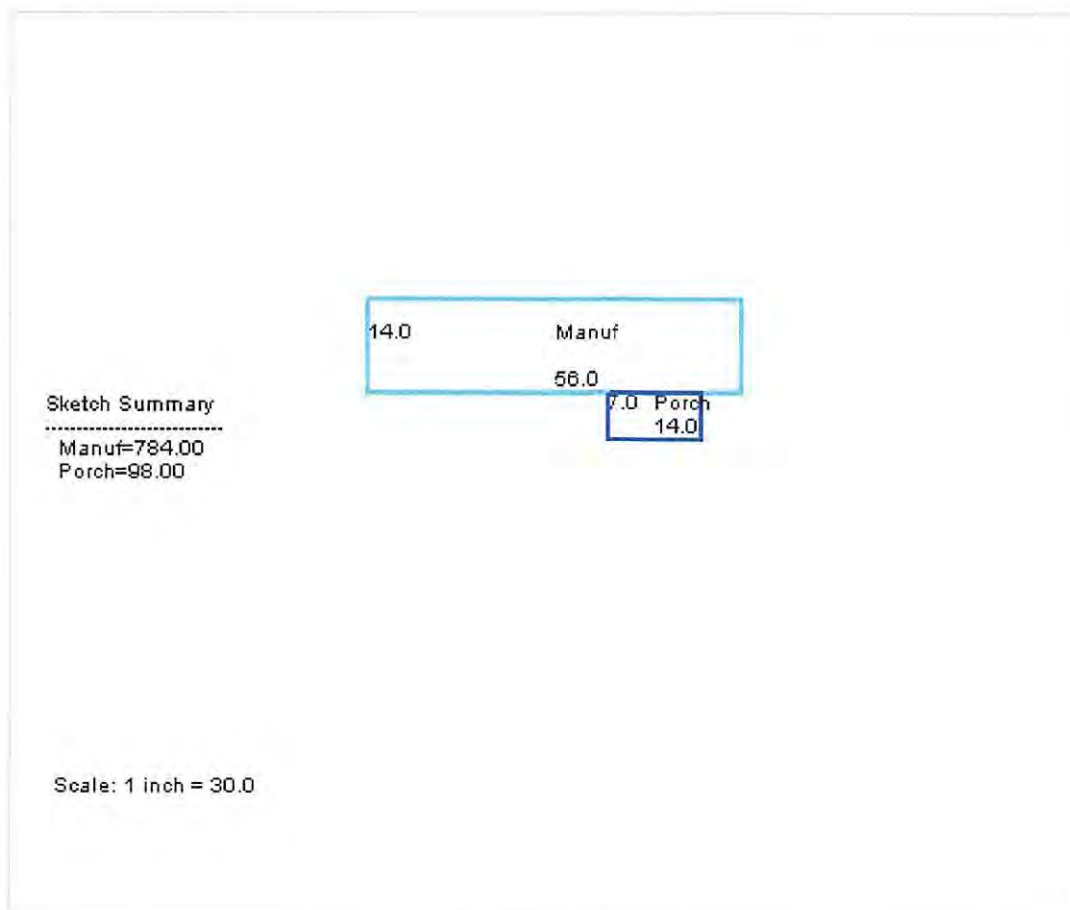 14.0 Manuf
56.0
7.0 Porch
14.0
Sketch Summary
---------------------------
Manuf=784.00
Porch=98.00
Scale: 1 inch = 30.0